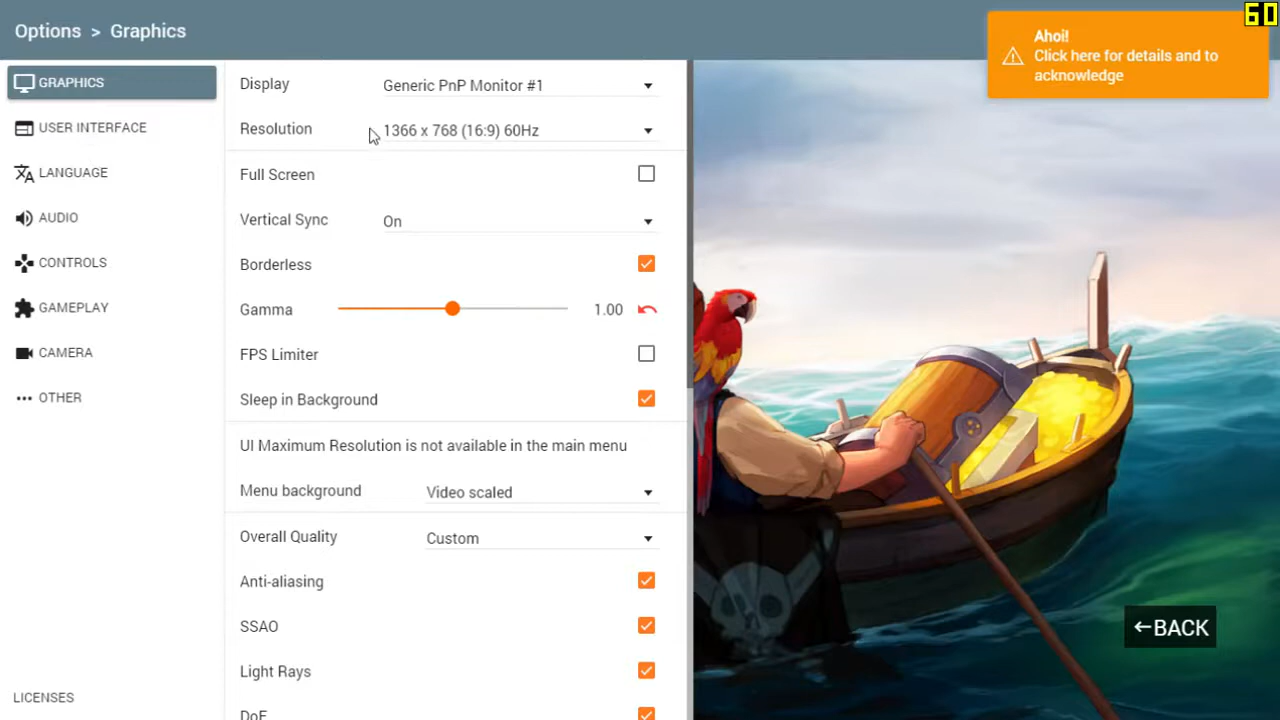 Options > Graphics
60
Ahoi!
Click here for details and to
acknowledge
GRAPHICS
USER INTERFACE
LANGUAGE
AUDIO
CONTROLS
GAMEPLAY
CAMERA
OTHER
LICENSES
Display Generic PnP Monitor #1
Resolution 1366 x 768 (16:9) 60Hz
Full Screen
Vertical Sync On
Borderless
Gamma 1.00
FPS Limiter
Sleep in Background
UI Maximum Resolution is not available in the main menu
Menu background Video scaled
Overall Quality Custom
Anti-aliasing
SSAO
Light Rays
DoF
←BACK